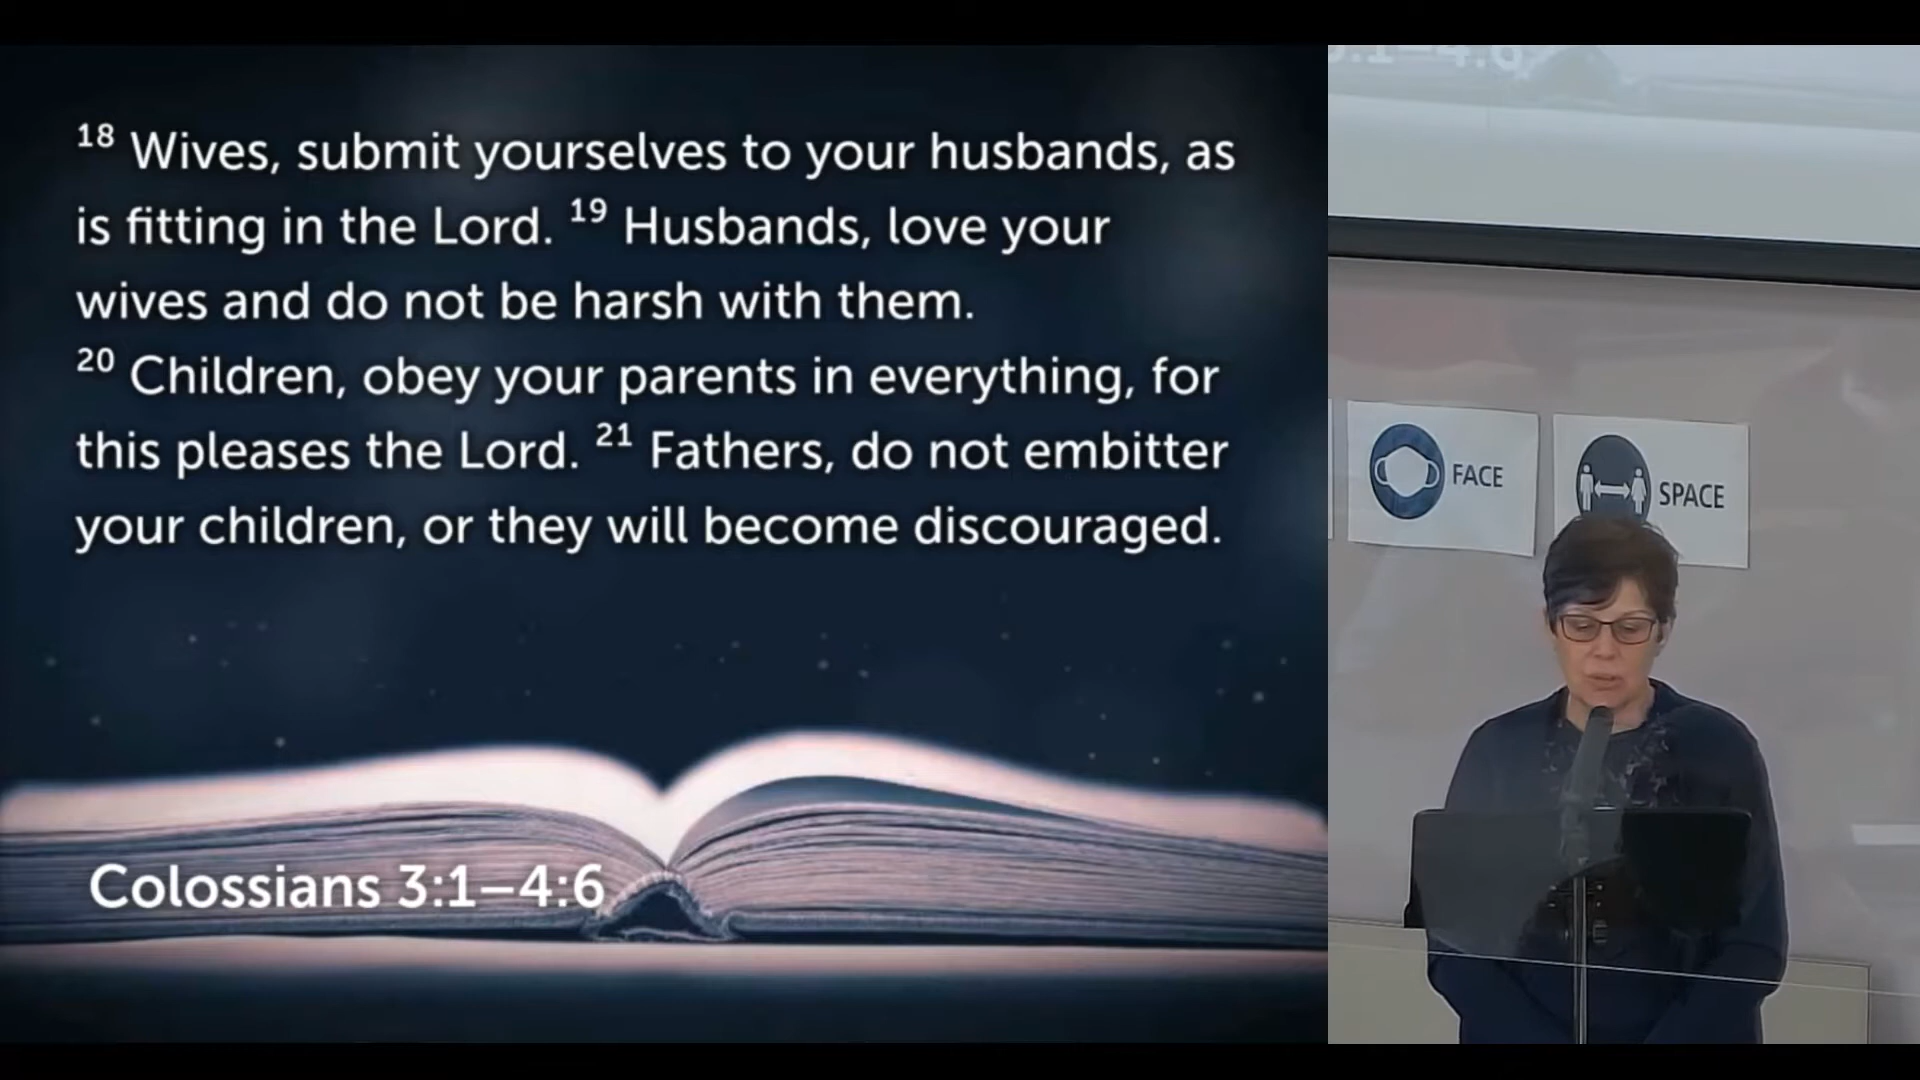 18 Wives, submit yourselves to your husbands, as
is fitting in the Lord. 19 Husbands, love your
wives and do not be harsh with them.
20 Children, obey your parents in everything, for
this pleases the Lord. 21 Fathers, do not embitter
your children, or they will become discouraged.
Colossians 3:1–4:6
FACE
SPACE